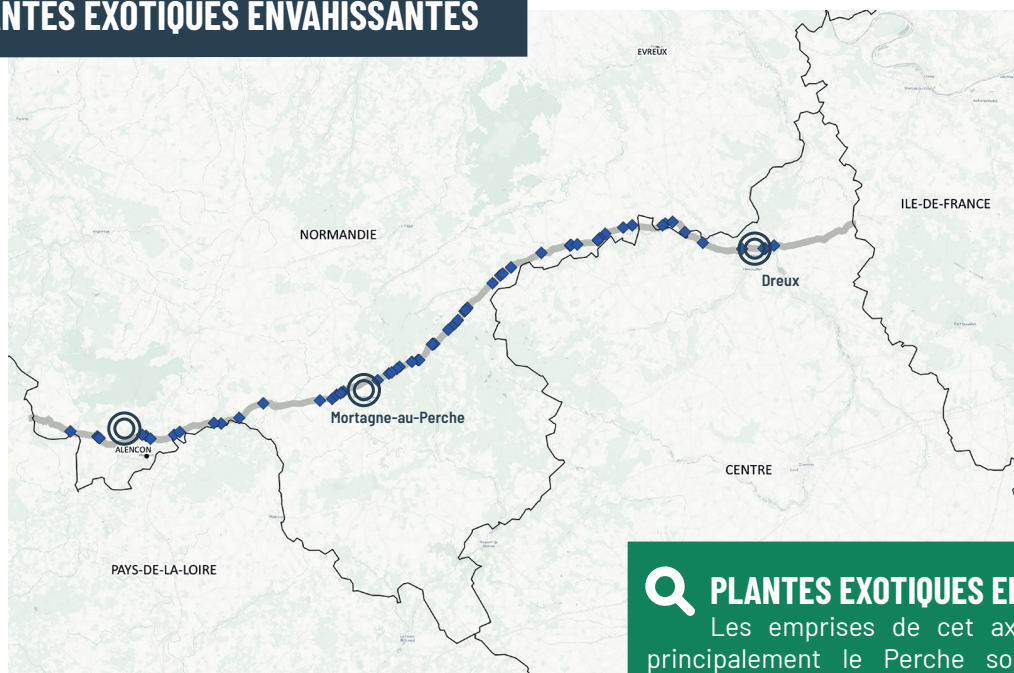 NTES EXOTIQUES ENVAHISSANTES
EVREUX
ILE-DE-FRANCE
NORMANDIE
Dreux
Mortagne-au-Perche
ALENCON
CENTRE
PAYS-DE-LA-LOIRE
PLANTES EXOTIQUES E
Les emprises de cet ax
principalement le Perche so